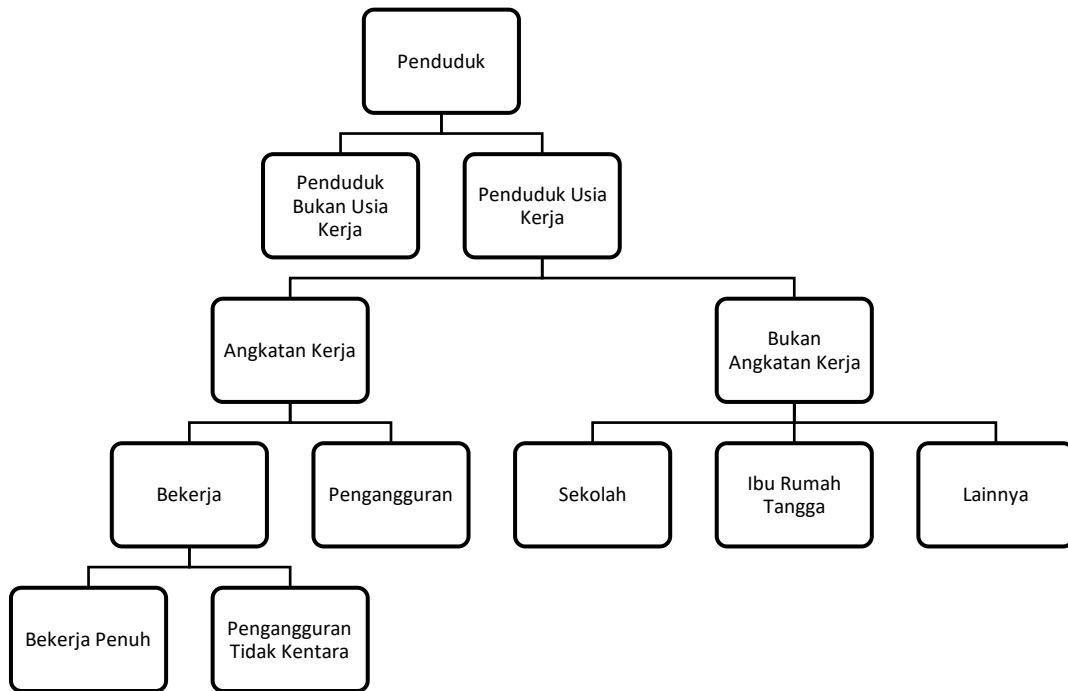 Penduduk
Penduduk
Bukan Usia
Kerja
Penduduk Usia
Kerja
Angkatan Kerja
Bukan
Angkatan Kerja
Bekerja
Pengangguran
Sekolah
Ibu Rumah
Tangga
Lainnya
Bekerja Penuh
Pengangguran
Tidak Kentara